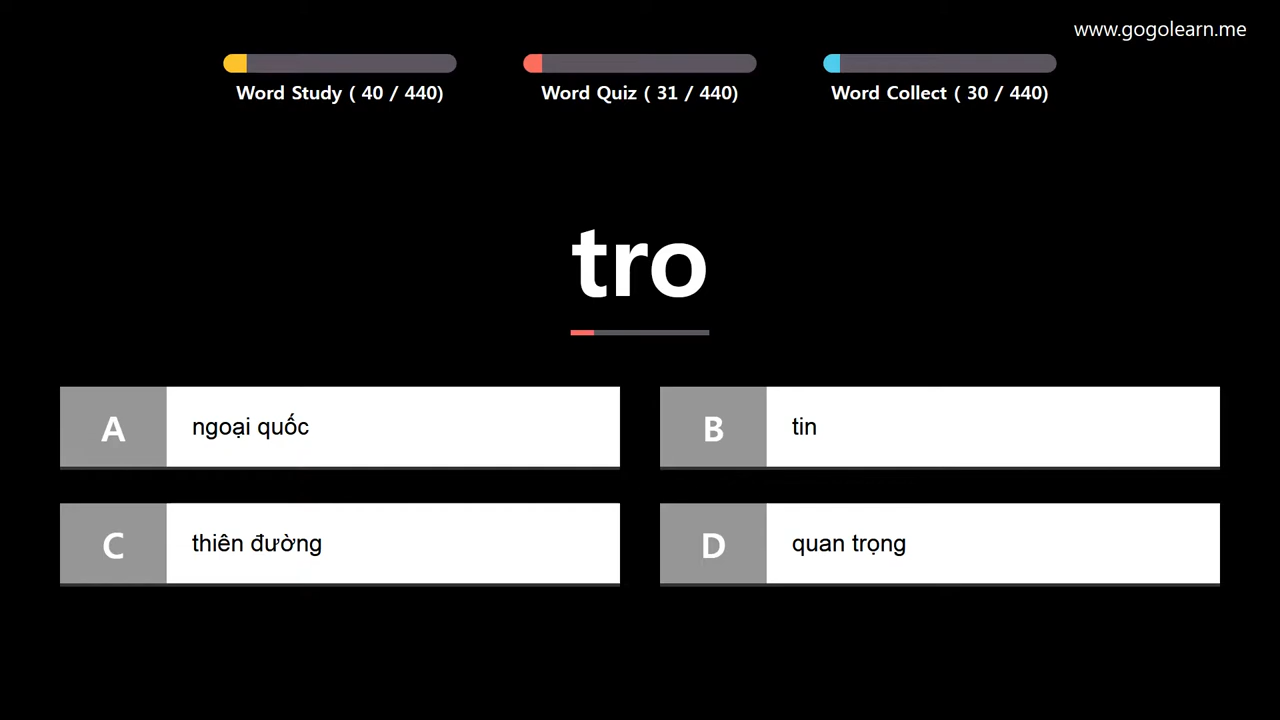 www.gogolearn.me
Word Study ( 40 / 440)
Word Quiz ( 31 / 440)
Word Collect ( 30 / 440)
tro
A ngoại quốc
B tin
C thiên đường
D quan trọng